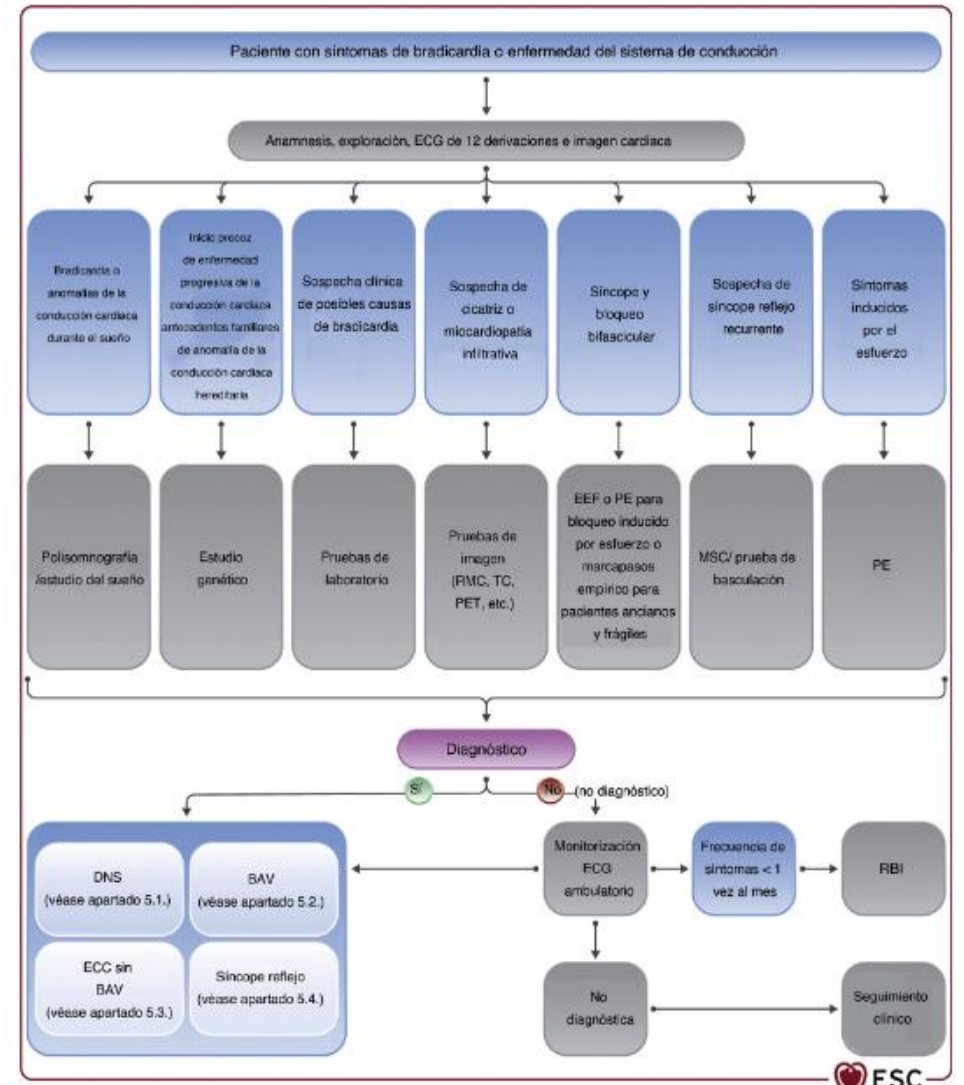 Paciente con síntomas de bradicardia o enfermedad del sistema de conducción
Anamnesis, exploración, ECG de 12 derivaciones e imagen cardiaca
Bradicardia o
anomalías de la
conducción cardiaca
durante el sueño
Inicio precoz
de enfermedad
progresiva de la
conducción cardiaca
antecedentes familiares
de anomalía de la
conducción cardiaca
hereditaria
Sospecha clínica
de posibles causas
de bradicardia
Sospecha de
cicatriz o
miocardiopatía
infiltrativa
Síncope y
bloqueo
bifascicular
Sospecha de
síncope reflejo
recurrente
Síntomas
inducidos
por el
esfuerzo
Polisomnografía
/estudio del sueño
Estudio
genético
Pruebas de
laboratorio
Pruebas de
imagen
(RMC, TC,
PET, etc.)
EEF o PE para
bloqueo inducido
por esfuerzo o
marcapasos
empírico para
pacientes ancianos
y frágiles
MSC/ prueba de
basculación
PE
Diagnóstico
Sí
No (no diagnóstico)
DNS
(véase apartado 5.1.)
BAV
(véase apartado 5.2.)
ECC sin
BAV
(véase apartado 5.3.)
Síncope reflejo
(véase apartado 5.4.)
Monitorización
ECG
ambulatorio
Frecuencia de
síntomas < 1
vez al mes
RBI
No
diagnóstica
Seguimiento
clínico
ESC